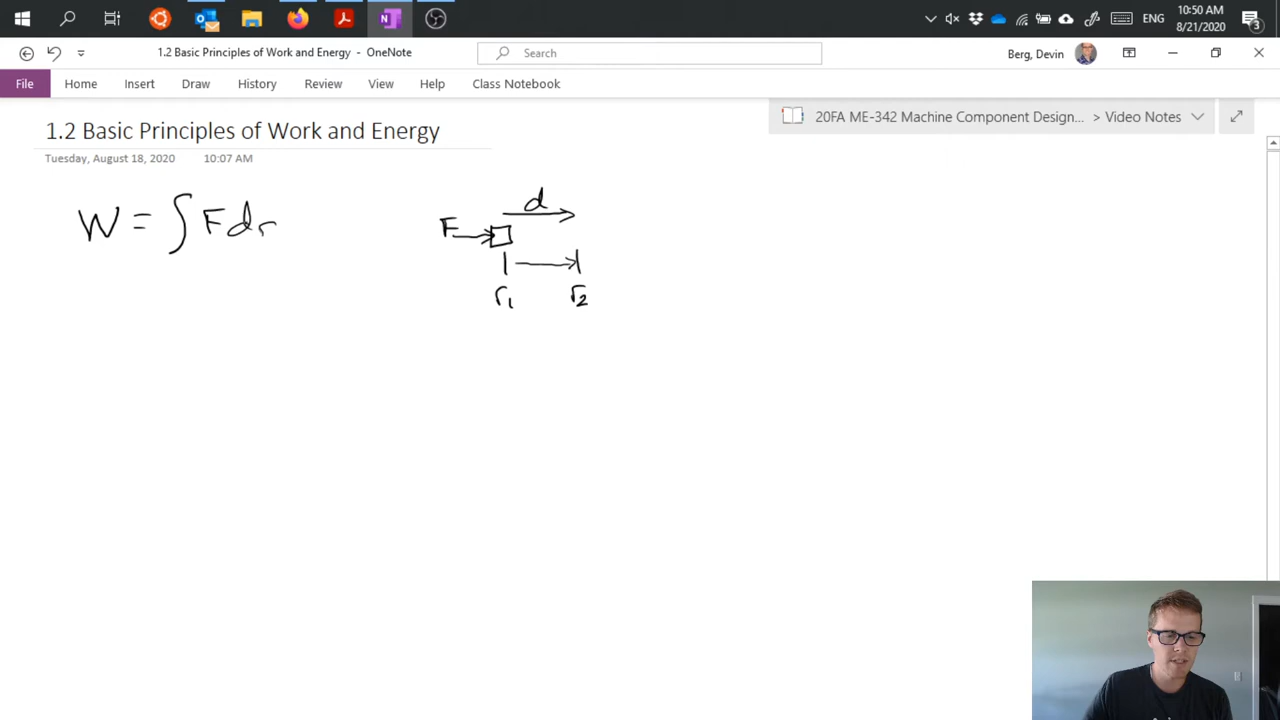 10:50 AM
ENG
8/21/2020
3
1.2 Basic Principles of Work and Energy - OneNote
Search
Berg, Devin
File Home Insert Draw History Review View Help Class Notebook
20FA ME-342 Machine Component Design... > Video Notes
1.2 Basic Principles of Work and Energy
Tuesday, August 18, 2020 10:07 AM
W = ∫ F dr
d
F
r₁ r₂